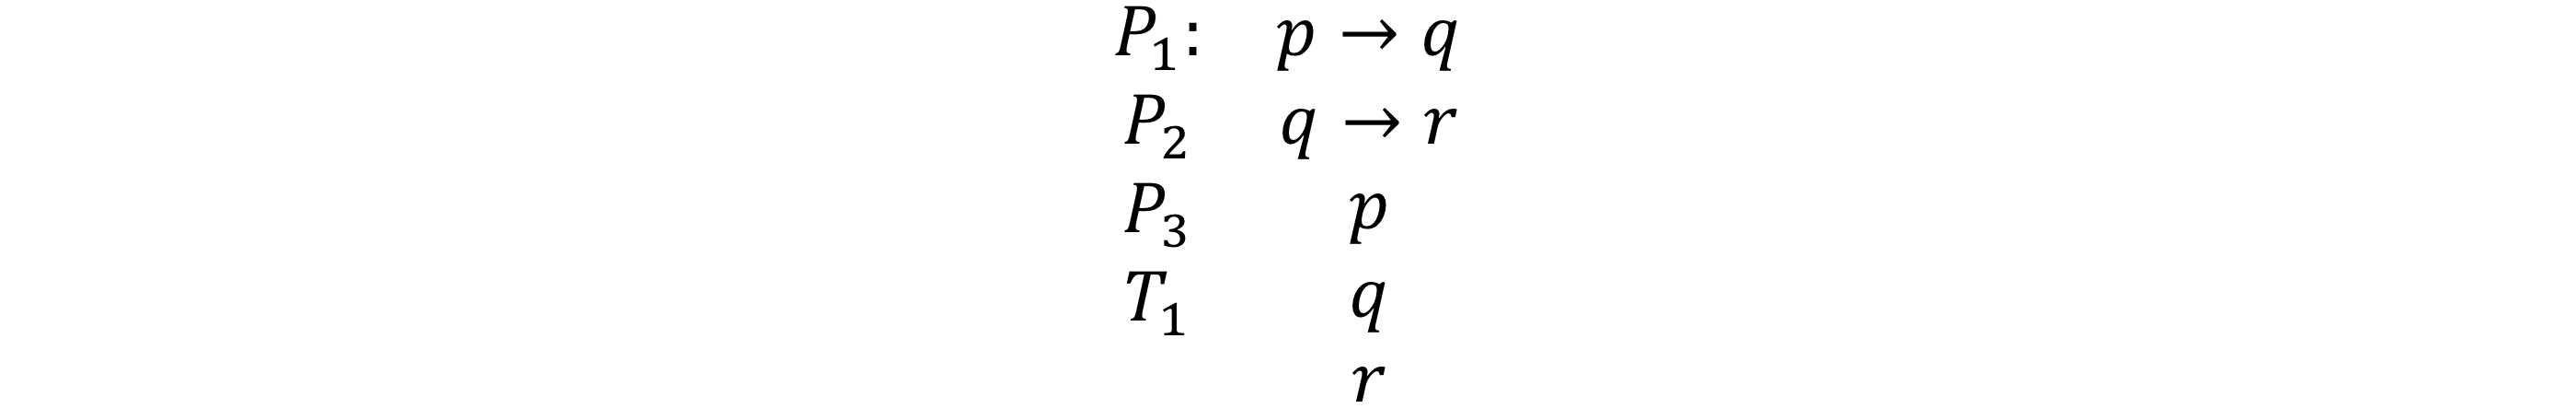 P₁: p → q
P₂ q → r
P₃ p
T₁ q
r